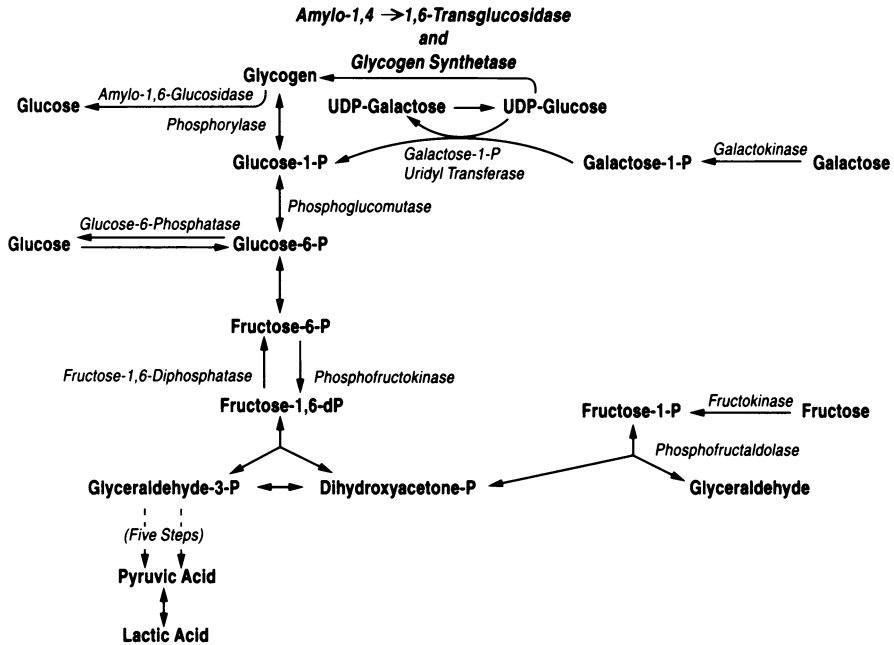 Amylo-1,4 →1,6-Transglucosidase
and
Glycogen Synthetase
Glycogen
Amylo-1,6-Glucosidase
Glucose
UDP-Galactose
UDP-Glucose
Phosphorylase
Glucose-1-P
Galactose-1-P
Uridyl Transferase
Galactose-1-P
Galactokinase
Galactose
Phosphoglucomutase
Glucose-6-Phosphatase
Glucose
Glucose-6-P
Fructose-6-P
Fructose-1,6-Diphosphatase
Phosphofructokinase
Fructose-1,6-dP
Fructose-1-P
Fructokinase
Fructose
Phosphofructaldolase
Glyceraldehyde-3-P
Dihydroxyacetone-P
Glyceraldehyde
(Five Steps)
Pyruvic Acid
Lactic Acid